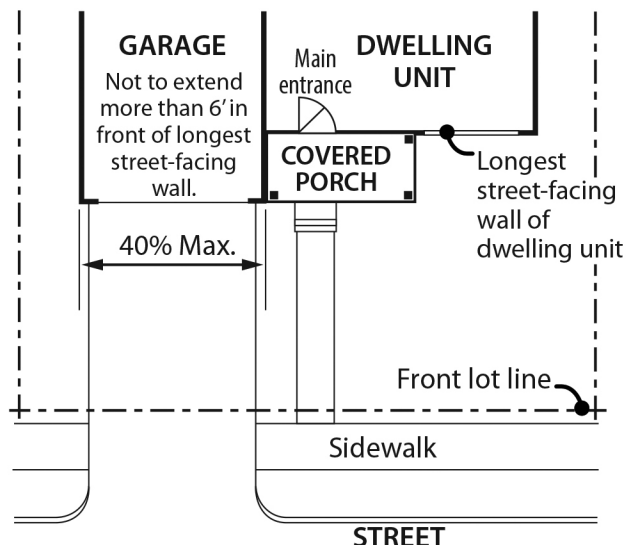 GARAGE
Not to extend
more than 6’ in
front of longest
street-facing
wall.
Main
entrance
DWELLING
UNIT
COVERED
PORCH
Longest
street-facing
wall of
dwelling unit
40% Max.
Front lot line
Sidewalk
STREET